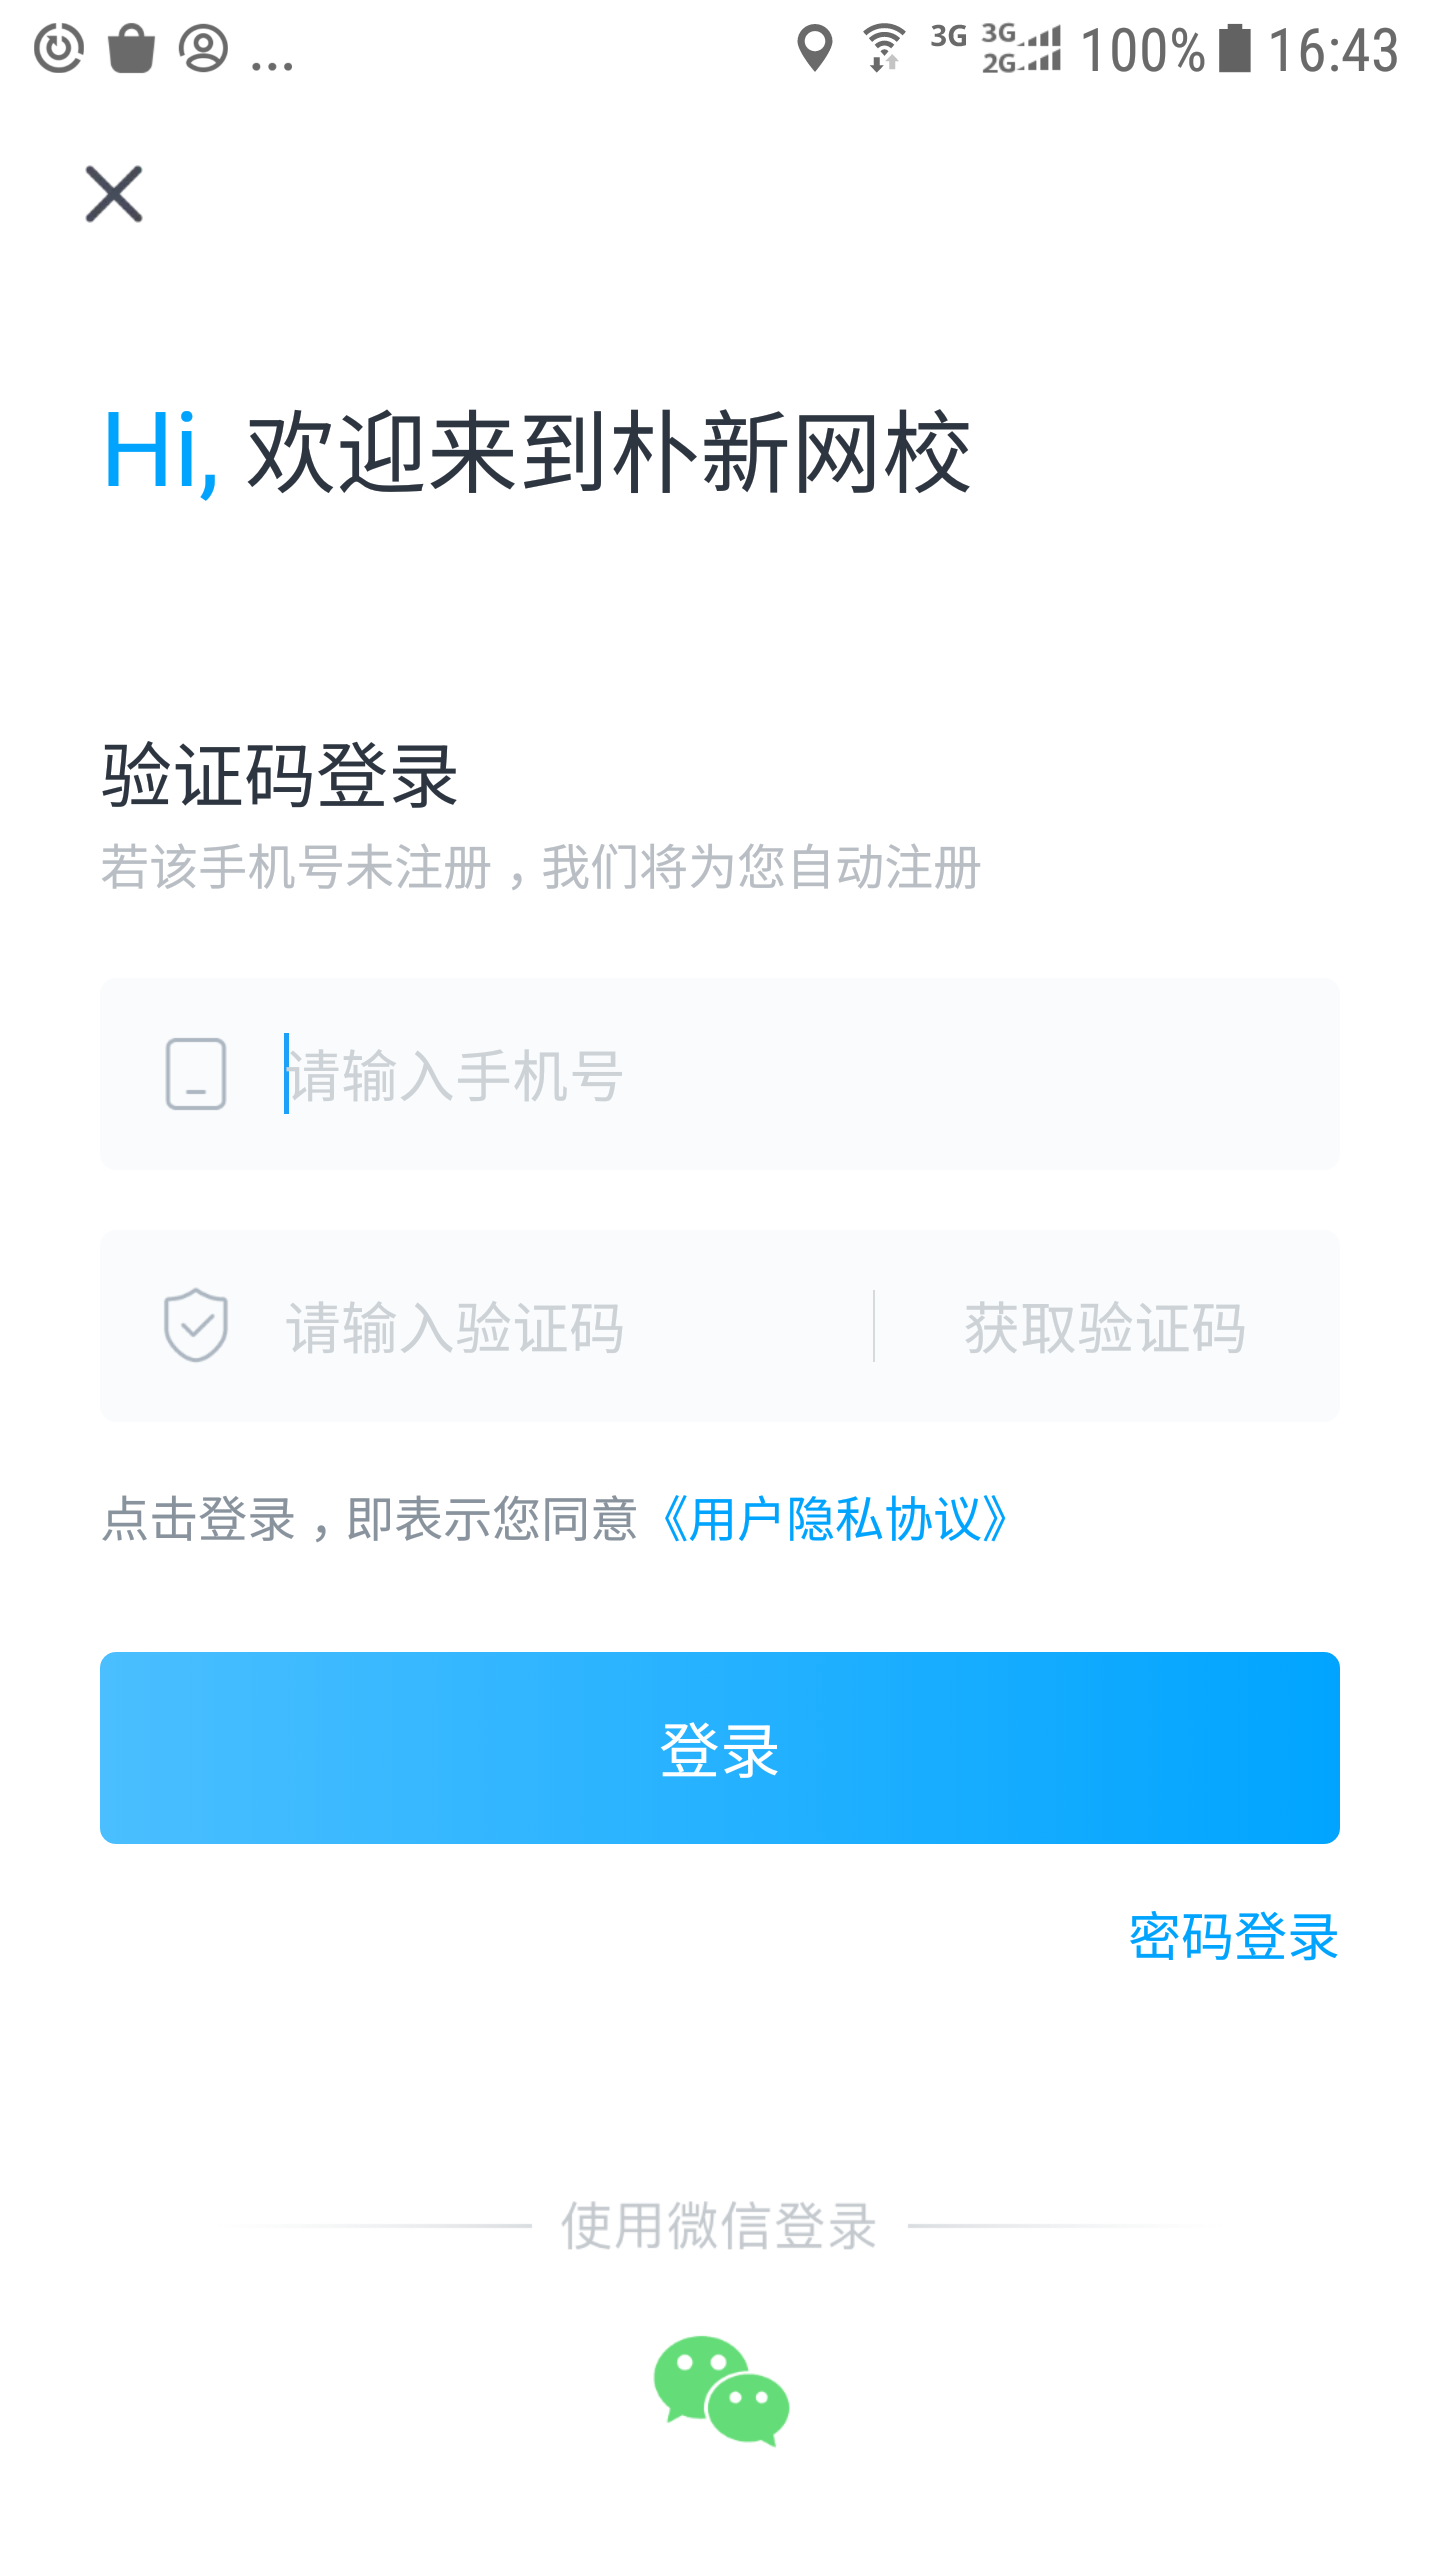 ... 3G 3G 2G 100% 16:43
Hi, 欢迎来到朴新网校
验证码登录
若该手机号未注册，我们将为您自动注册
请输入手机号
请输入验证码 获取验证码
点击登录，即表示您同意《用户隐私协议》
登录
密码登录
使用微信登录